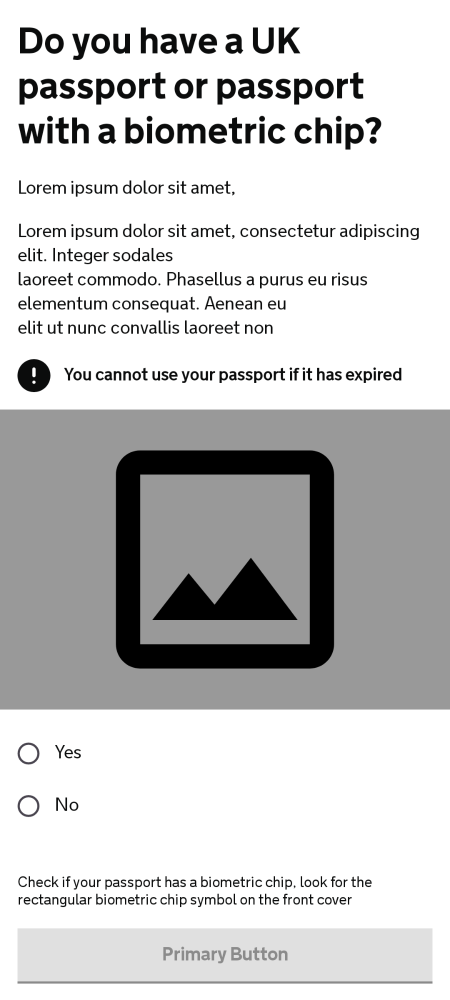 Do you have a UK
passport or passport
with a biometric chip?
Lorem ipsum dolor sit amet,
Lorem ipsum dolor sit amet, consectetur adipiscing
elit. Integer sodales
laoreet commodo. Phasellus a purus eu risus
elementum consequat. Aenean eu
elit ut nunc convallis laoreet non
! You cannot use your passport if it has expired
Yes
No
Check if your passport has a biometric chip, look for the
rectangular biometric chip symbol on the front cover
Primary Button